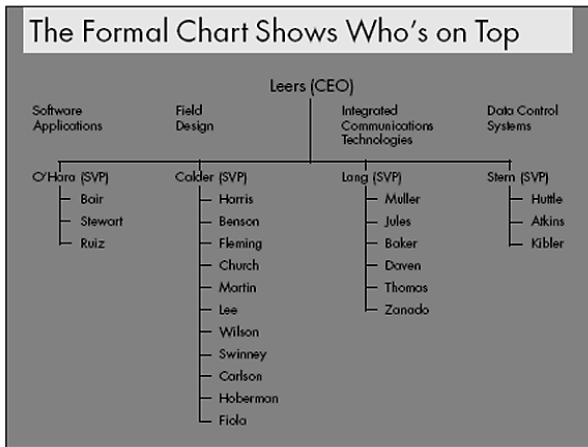 The Formal Chart Shows Who's on Top
Leers (CEO)
Software
Applications
Field
Design
Integrated
Communications
Technologies
Data Control
Systems
O'Hara (SVP)
Bair
Stewart
Ruiz
Calder (SVP)
Harris
Benson
Fleming
Church
Martin
Lee
Wilson
Swinney
Carlson
Hoberman
Fiola
Lang (SVP)
Muller
Jules
Baker
Daven
Thomas
Zanado
Stern (SVP)
Huttle
Atkins
Kibler